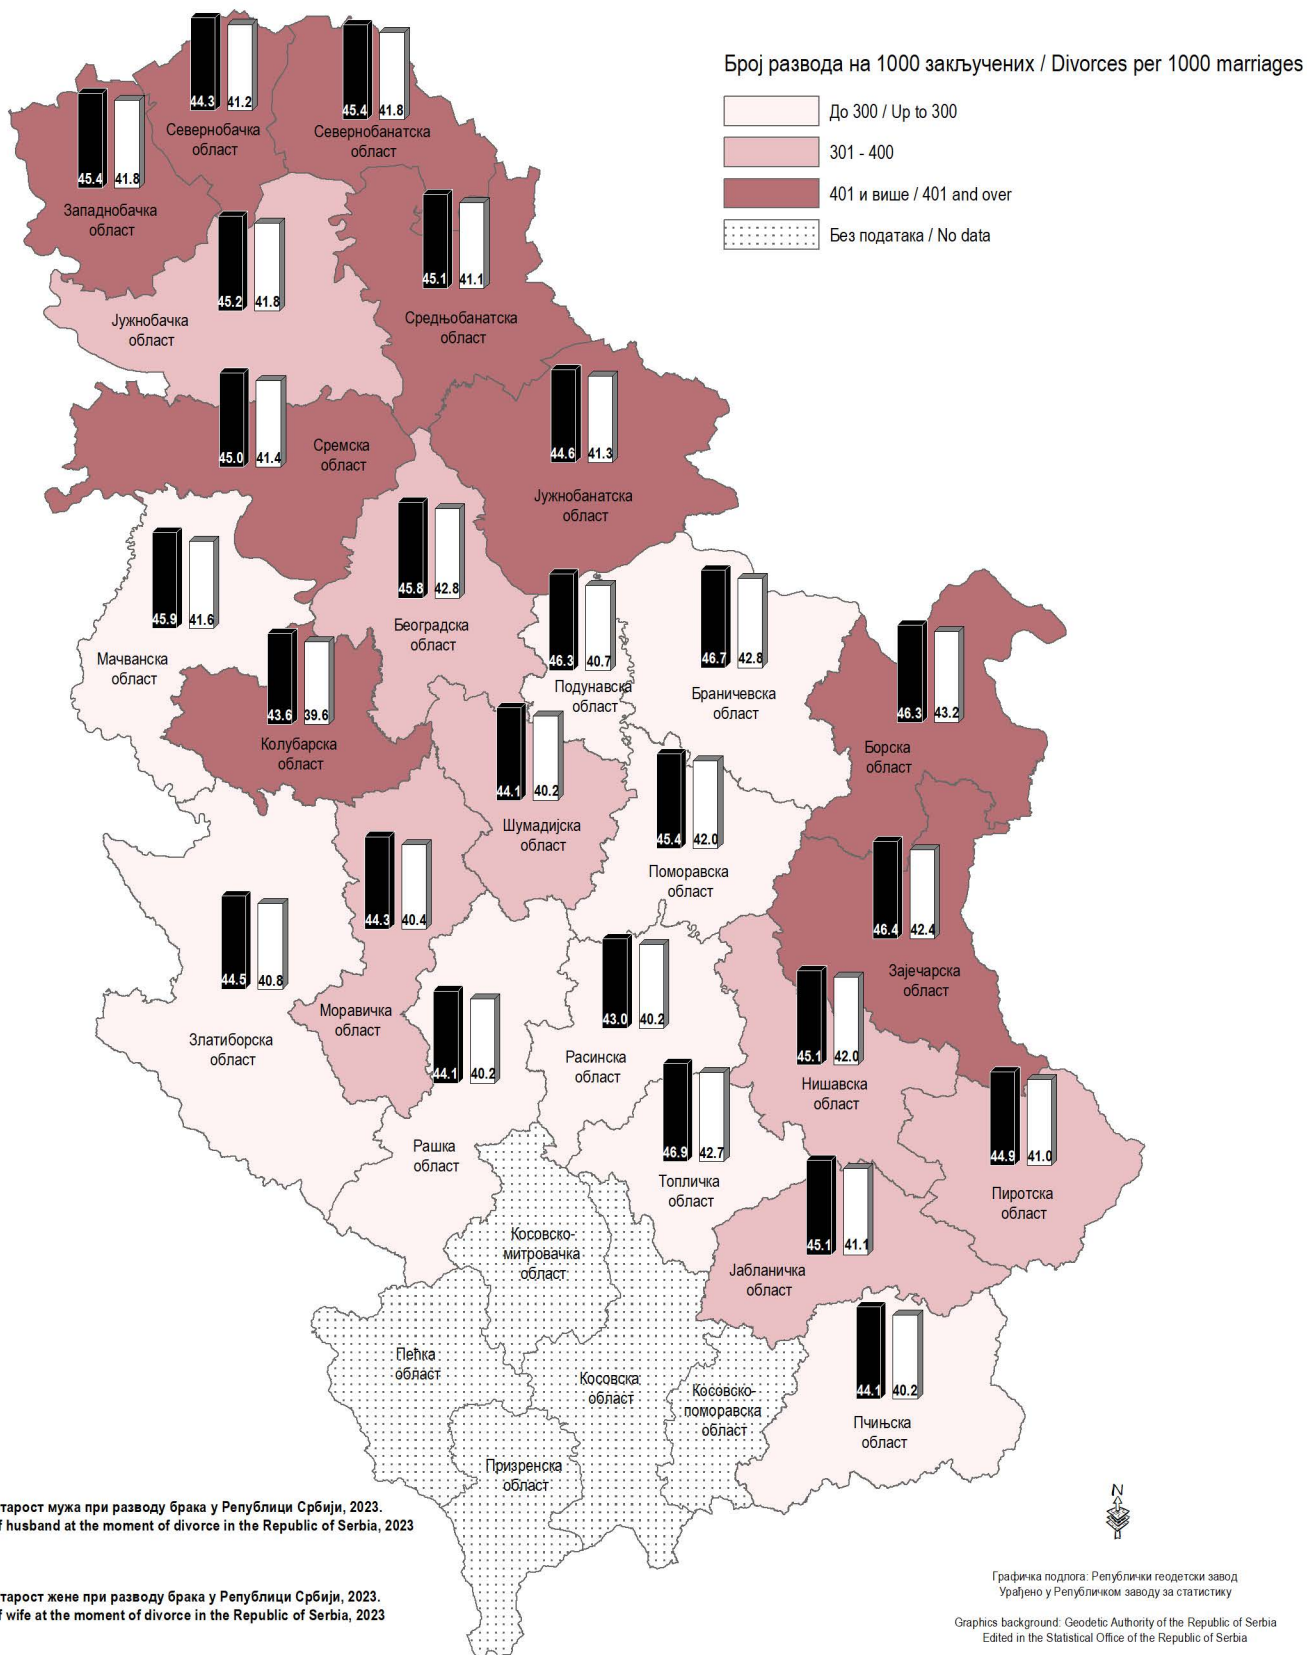 Број развода на 1000 закључених / Divorces per 1000 marriages
До 300 / Up to 300
301 - 400
401 и више / 401 and over
Без података / No data
44.3 41.2
Севернобачка
област
45.4 41.8
Севернобанатска
област
45.4 41.8
Западнобачка
област
45.2 41.8
Јужнобачка
област
45.1 41.1
Средњобанатска
област
45.0 41.4
Сремска
област
44.6 41.3
Јужнобанатска
област
45.9 41.6
Мачванска
област
45.8 42.8
Београдска
област
46.3 40.7
Подунавска
област
46.7 42.8
Браничевска
област
46.3 43.2
Борска
област
43.6 39.6
Колубарска
област
44.1 40.2
Шумадијска
област
45.4 42.0
Поморавска
област
44.3 40.4
Моравичка
област
44.5 40.8
Златиборска
област
46.4 42.4
Зајечарска
област
43.0 40.2
Расинска
област
44.1 40.2
Рашка
област
45.1 42.0
Нишавска
област
46.9 42.7
Топличка
област
44.9 41.0
Пиротска
област
45.1 41.1
Јабланичка
област
Косовско-
митровачка
област
Пећка
област
Косовска
област
Косовско-
поморавска
област
44.1 40.2
Пчињска
област
Призренска
област
тарост мужа при разводу брака у Републици Србији, 2023.
f husband at the moment of divorce in the Republic of Serbia, 2023
тарост жене при разводу брака у Републици Србији, 2023.
f wife at the moment of divorce in the Republic of Serbia, 2023
N
Графичка подлога: Републички геодетски завод
Урађено у Републичком заводу за статистику
Graphics background: Geodetic Authority of the Republic of Serbia
Edited in the Statistical Office of the Republic of Serbia